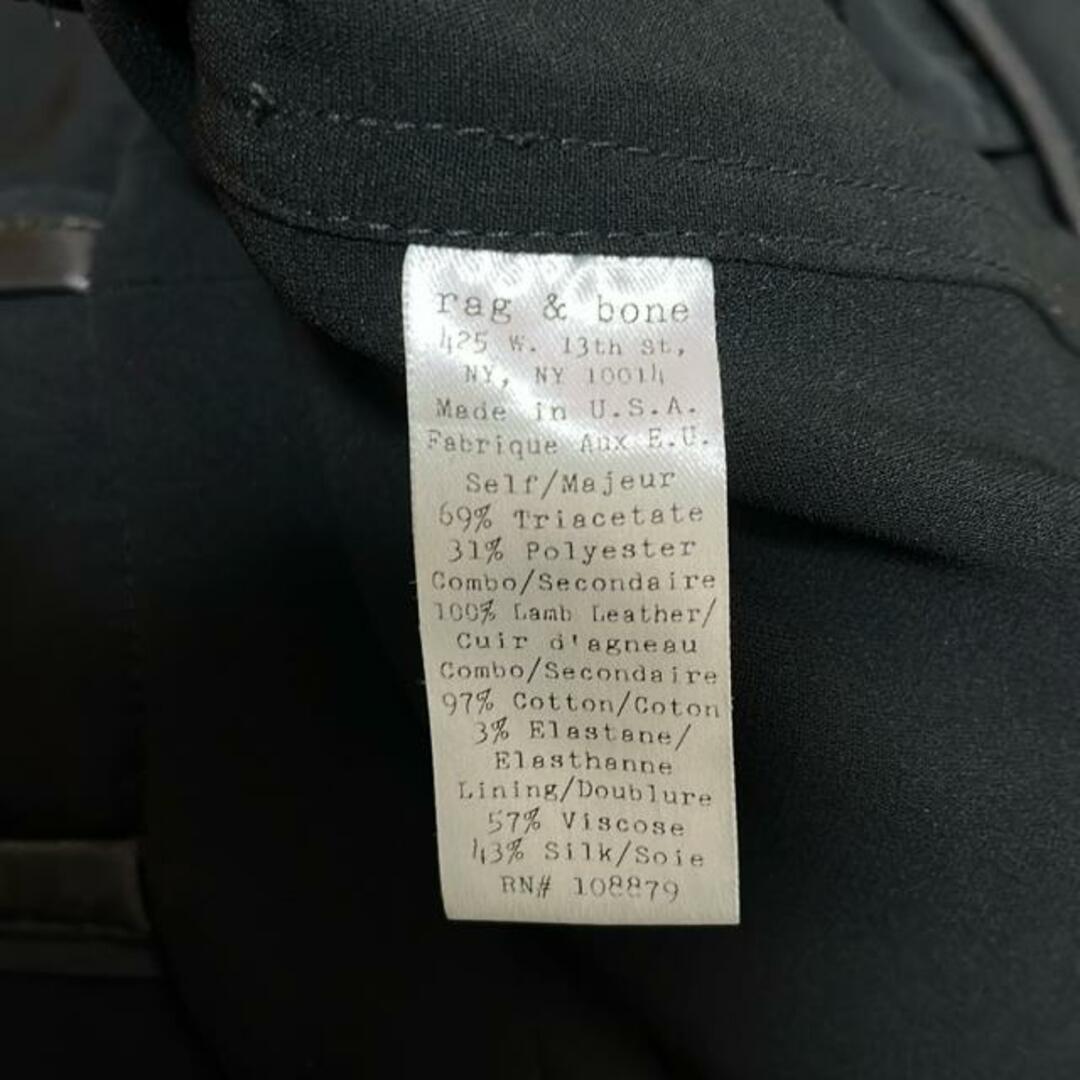 rag & bone
425 W. 13th St,
NY, NY 10014
Made in U.S.A.
Fabrique Aux E.U.
Self/Majeur
69% Triacetate
31% Polyester
Combo/Secondaire
100% Lamb Leather/
Cuir d'agneau
Combo/Secondaire
97% Cotton/Coton
3% Elastane/
Elasthanne
Lining/Doublure
57% Viscose
43% Silk/Soie
RN# 108879